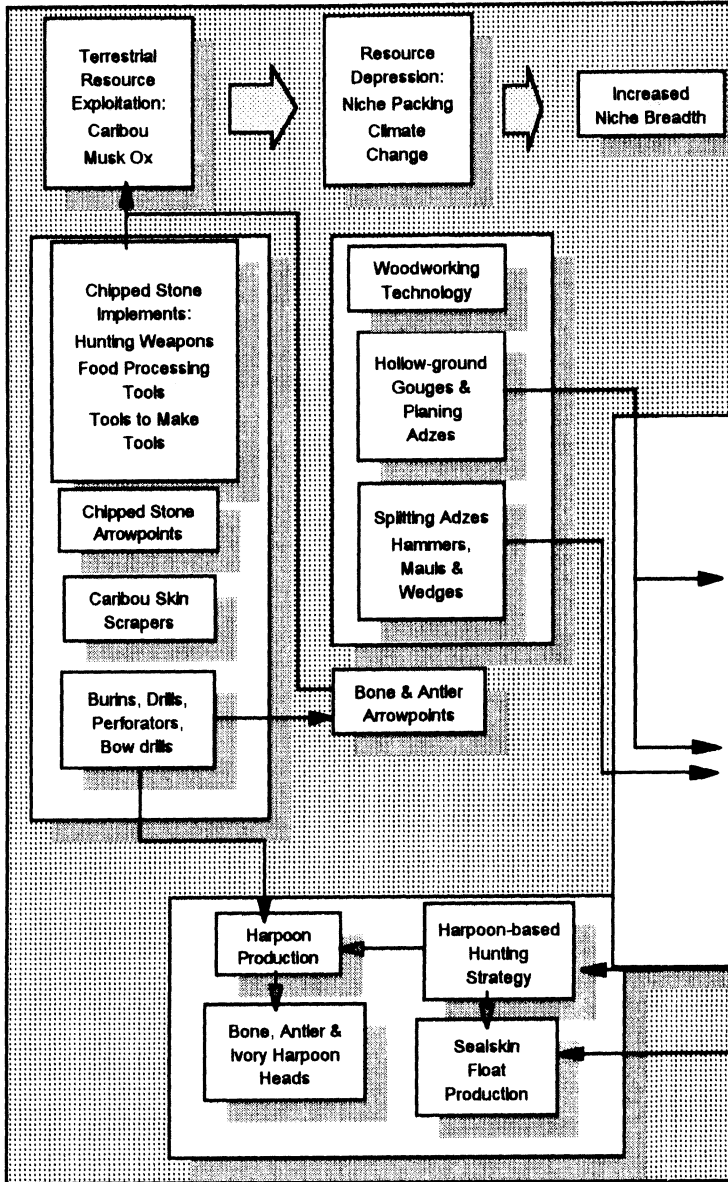 Terrestrial
Resource
Exploitation:
Caribou
Musk Ox
Resource
Depression:
Niche Packing
Climate
Change
Increased
Niche Breadth
Chipped Stone
Implements:
Hunting Weapons
Food Processing
Tools
Tools to Make
Tools
Chipped Stone
Arrowpoints
Caribou Skin
Scrapers
Burins, Drills,
Perforators,
Bow drills
Woodworking
Technology
Hollow-ground
Gouges &
Planing
Adzes
Splitting Adzes
Hammers,
Mauls &
Wedges
Bone & Antler
Arrowpoints
Harpoon
Production
Harpoon-based
Hunting
Strategy
Bone, Antler &
Ivory Harpoon
Heads
Sealskin
Float
Production